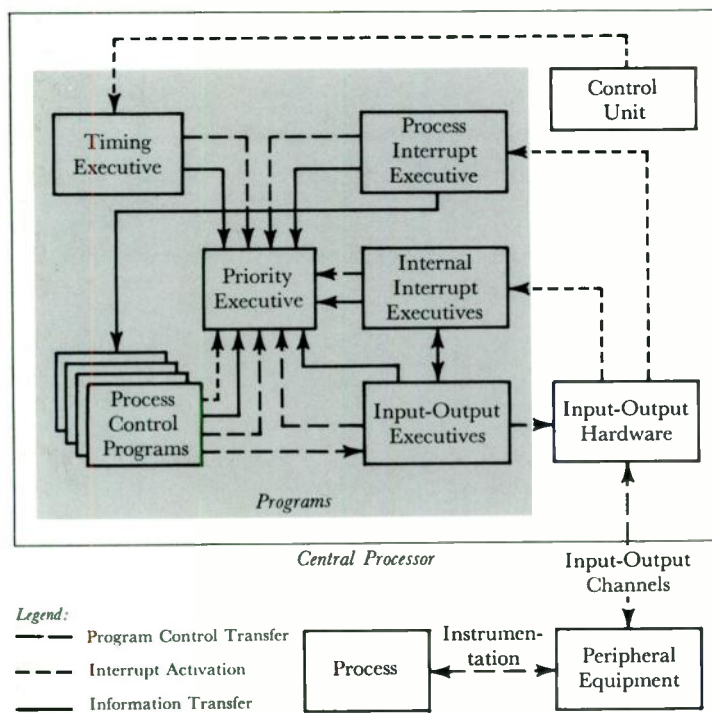 Control
Unit
Timing
Executive
Process
Interrupt
Executive
Priority
Executive
Internal
Interrupt
Executives
Process
Control
Programs
Input-Output
Executives
Input-Output
Hardware
Programs
Central Processor
Input-Output
Channels
Legend:
Program Control Transfer
Interrupt Activation
Information Transfer
Process
Instrumen-
tation
Peripheral
Equipment